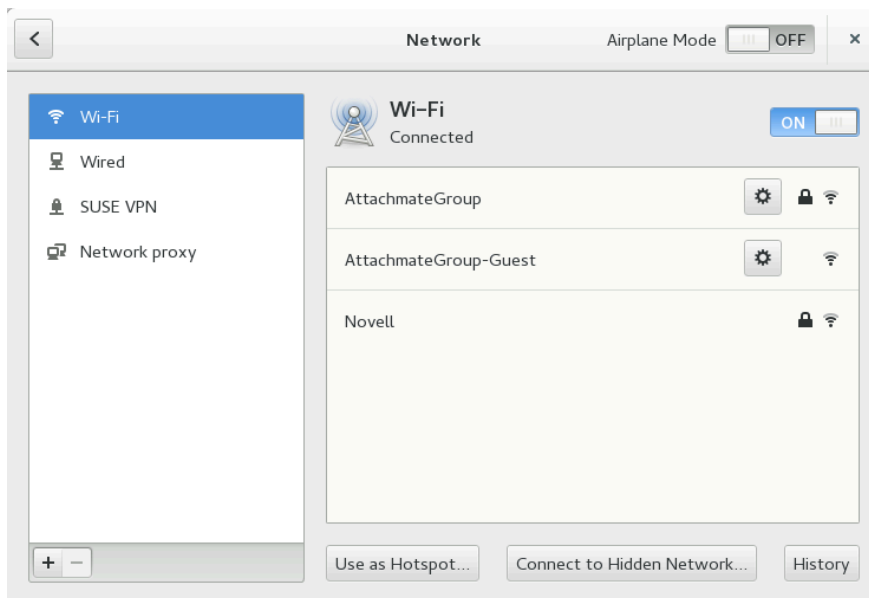 Network
Airplane Mode OFF
Wi-Fi
Wired
SUSE VPN
Network proxy
Wi-Fi
Connected
ON
AttachmateGroup
AttachmateGroup-Guest
Novell
Use as Hotspot...
Connect to Hidden Network...
History